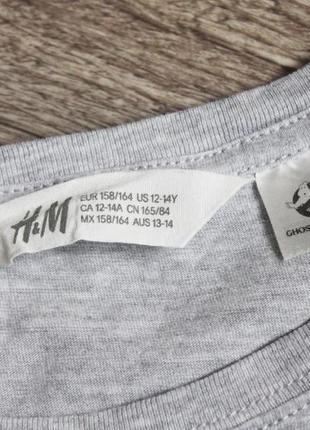 H&M
EUR 158/164 US 12-14Y
CA 12-14A CN 165/84
MX 158/164 AUS 13-14
GHOS